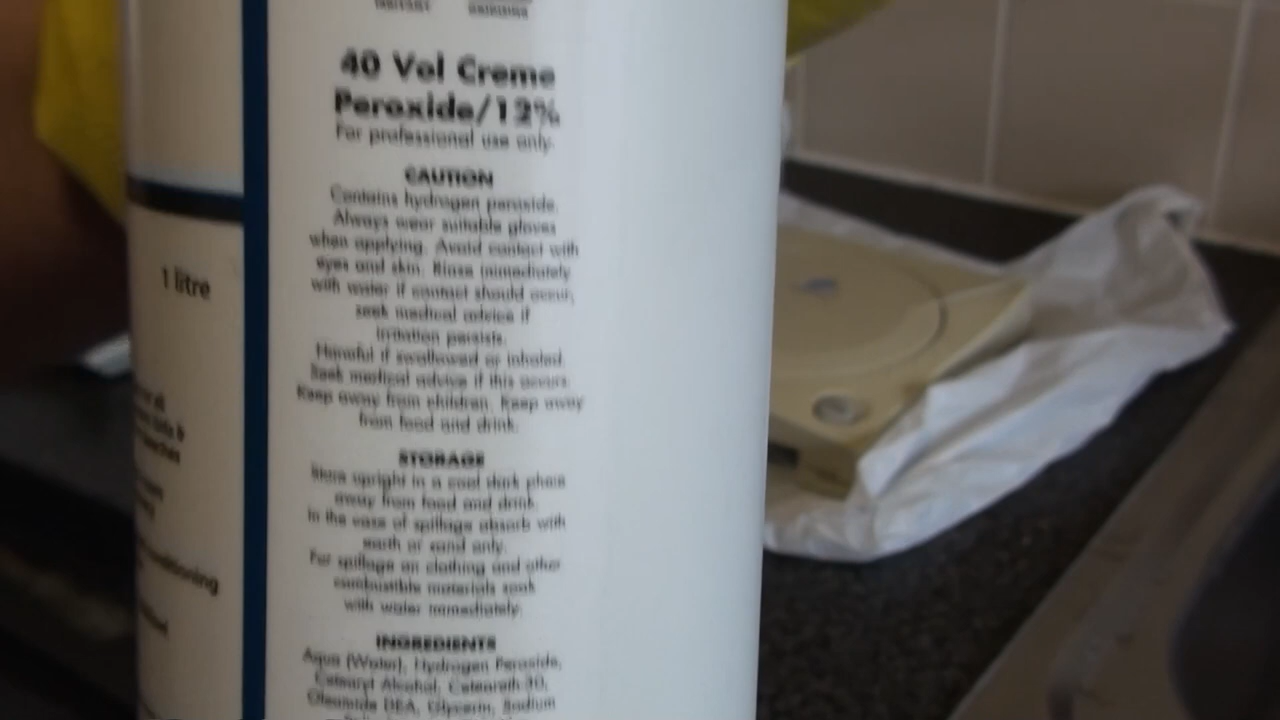 40 Vol Creme
Peroxide/12%
For professional use only.
CAUTION
Contains hydrogen peroxide.
Always wear suitable gloves
when applying. Avoid contact with
eyes and skin. Rinse immediately
with water if contact should occur,
seek medical advice if
irritation persists.
Harmful if swallowed or inhaled.
Seek medical advice if this occurs.
Keep away from children. Keep away
from food and drink.
STORAGE
Store upright in a cool dark place
away from food and drink.
In the case of spillage absorb with
earth or sand only.
For spillage on clothing and other
combustible materials soak
with water immediately.
INGREDIENTS
Aqua (Water), Hydrogen Peroxide,
Cetearyl Alcohol, Ceteareth-30,
Oleamide DEA, Glycerin, Sodium
1 litre